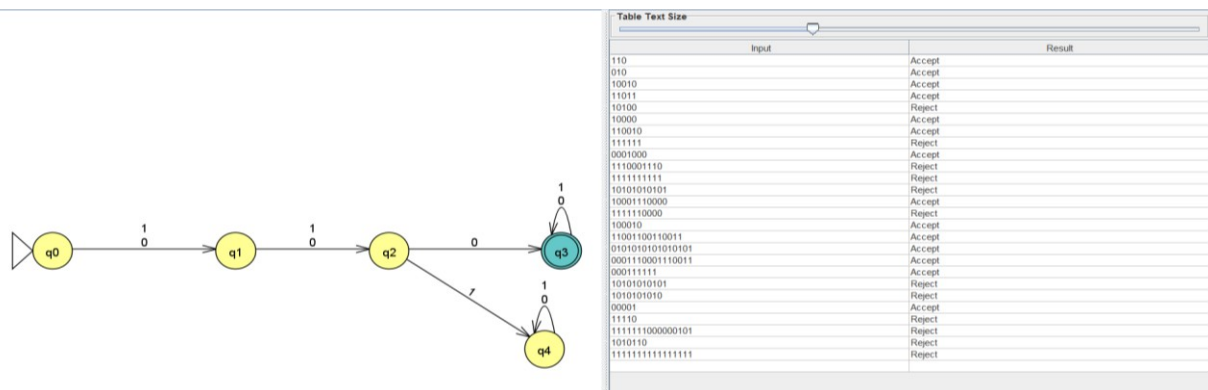 1
0
q0
1
0
q1
q2
0
1
0
q3
1
1
0
q4
Table Text Size
Input Result
110 Accept
010 Accept
10010 Accept
11011 Accept
10100 Reject
10000 Accept
110010 Accept
111111 Reject
0001000 Accept
1110001110 Reject
1111111111 Reject
10101010101 Reject
10001110000 Accept
1111110000 Reject
100010 Accept
11001100110011 Accept
0101010101010101 Accept
0001110001110011 Accept
000111111 Accept
10101010101 Reject
1010101010 Reject
00001 Accept
11110 Reject
1111111000000101 Reject
1010110 Reject
1111111111111111 Reject